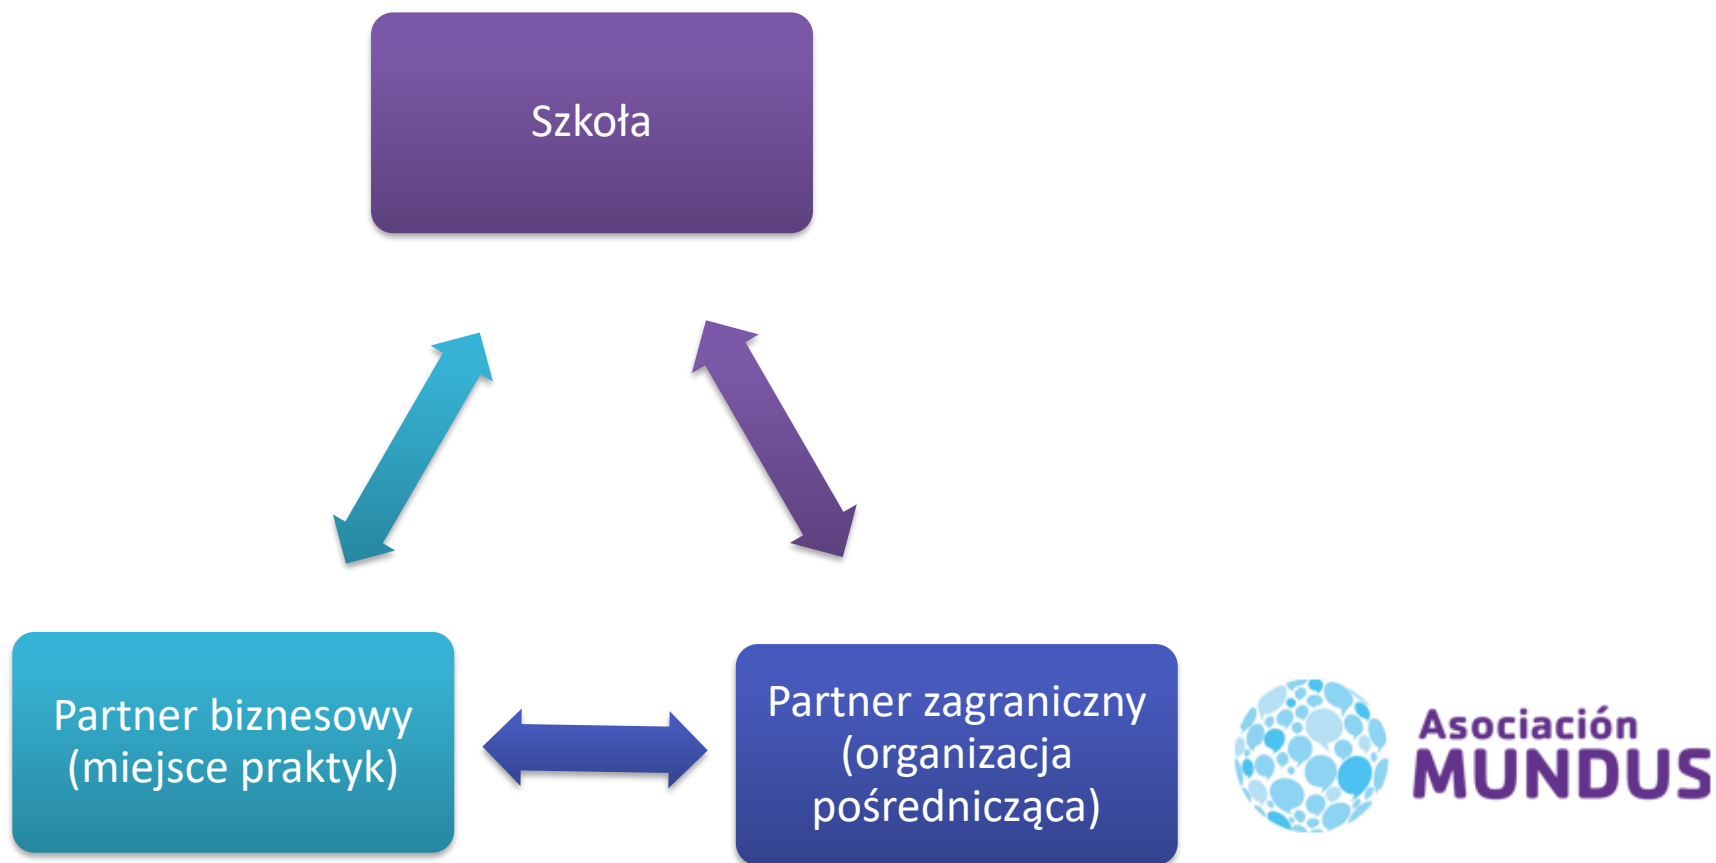 Szkoła
Partner biznesowy
(miejsce praktyk)
Partner zagraniczny
(organizacja
pośrednicząca)
Asociación
MUNDUS